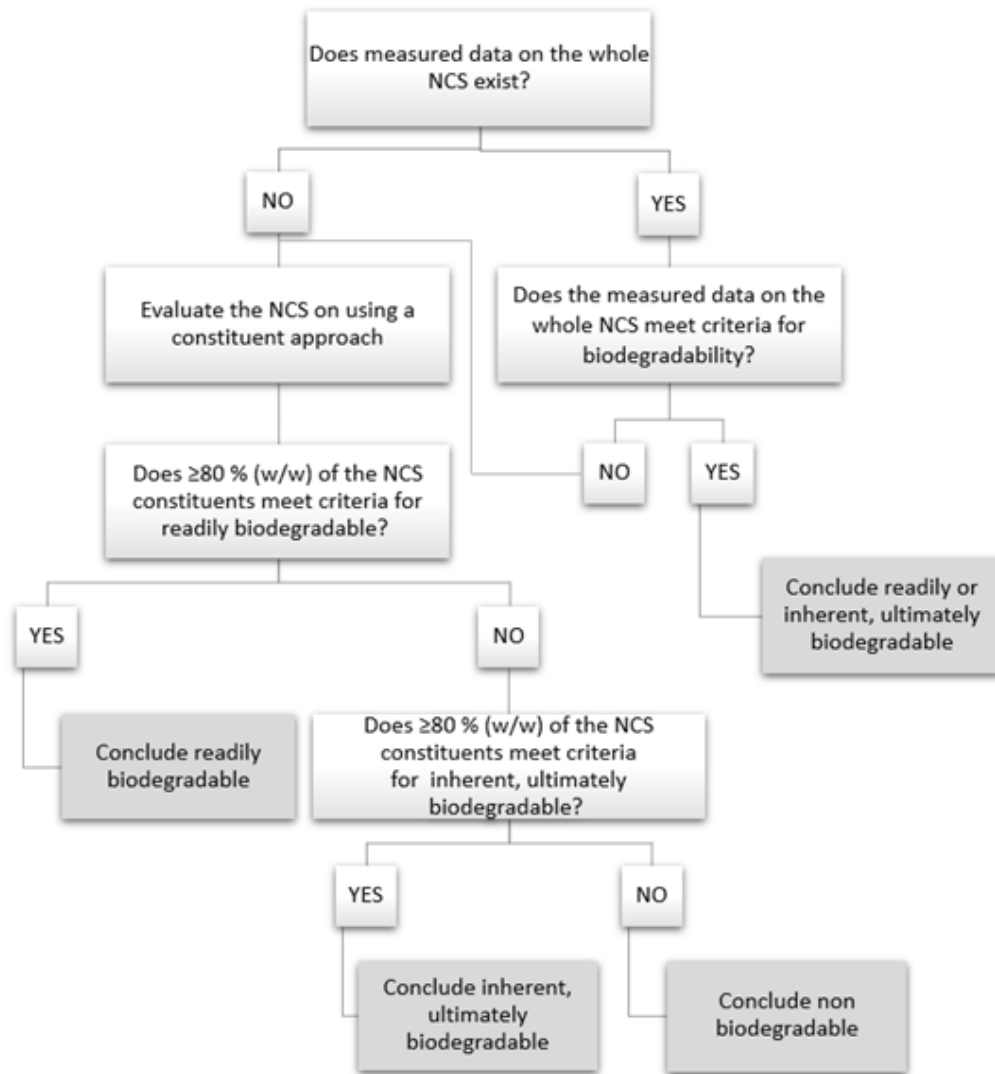 Does measured data on the whole
NCS exist?
NO
YES
Evaluate the NCS on using a
constituent approach
Does the measured data on the
whole NCS meet criteria for
biodegradability?
Does ≥80 % (w/w) of the NCS
constituents meet criteria for
readily biodegradable?
NO
YES
Conclude readily or
inherent, ultimately
biodegradable
YES
NO
Conclude readily
biodegradable
Does ≥80 % (w/w) of the NCS
constituents meet criteria
for inherent, ultimately
biodegradable?
YES
NO
Conclude inherent,
ultimately
biodegradable
Conclude non
biodegradable